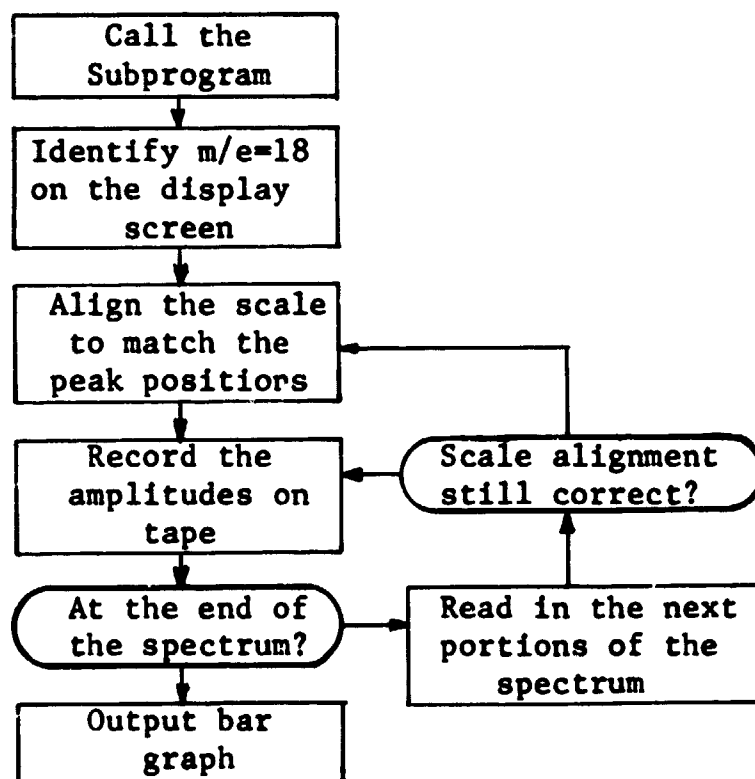 Call the
Subprogram
Identify m/e=18
on the display
screen
Align the scale
to match the
peak positiors
Record the
amplitudes on
tape
Scale alignment
still correct?
At the end of
the spectrum?
Read in the next
portions of the
spectrum
Output bar
graph